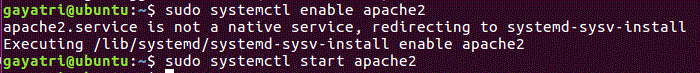 gayatri@ubuntu:~$ sudo systemctl enable apache2
apache2.service is not a native service, redirecting to systemd-sysv-install
Executing /lib/systemd/systemd-sysv-install enable apache2
gayatri@ubuntu:~$ sudo systemctl start apache2